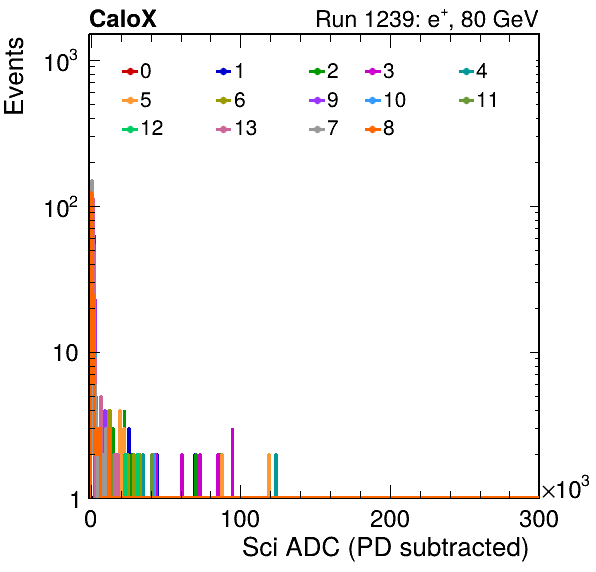 CaloX Run 1239: e⁺, 80 GeV
Events
10³
0 1 2 3 4
5 6 9 10 11
12 13 7 8
10²
10
1
0 100 200 300
×10³
Sci ADC (PD subtracted)